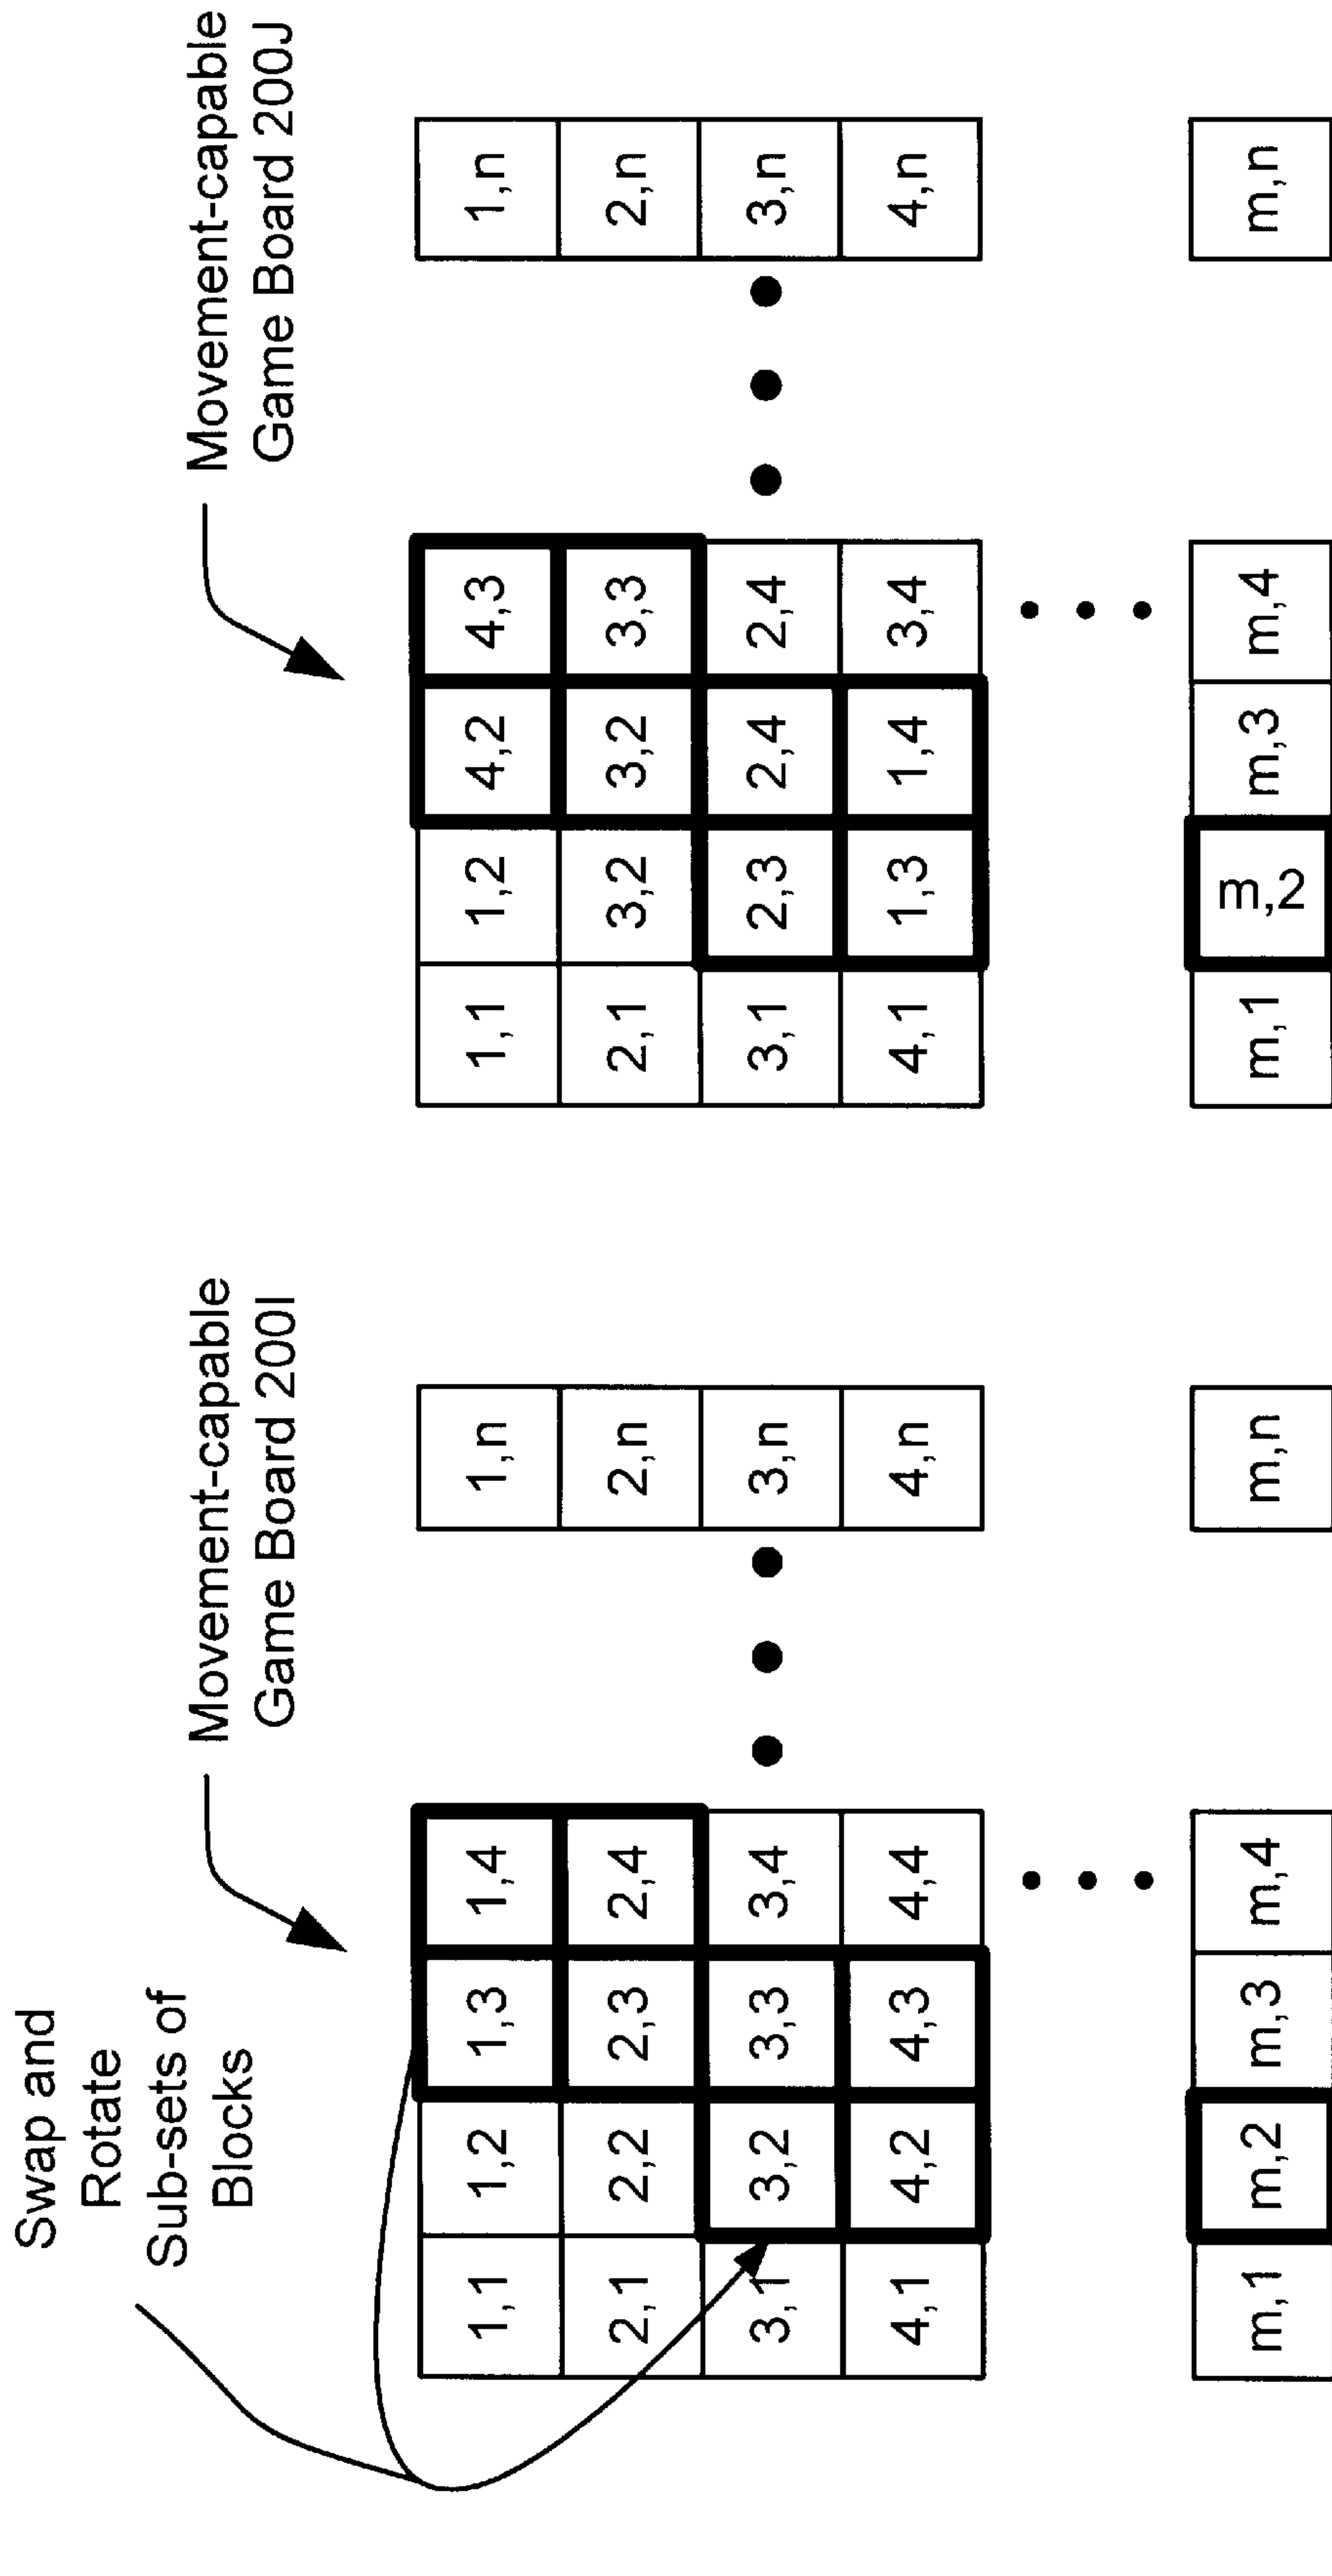 Swap and
Rotate
Sub-sets of
Blocks
Movement-capable
Game Board 200I
1,1 1,2 1,3 1,4 1,n
2,1 2,2 2,3 2,4 2,n
3,1 3,2 3,3 3,4 3,n
4,1 4,2 4,3 4,4 4,n
m,1 m,2 m,3 m,4 m,n
Movement-capable
Game Board 200J
1,1 1,2 4,2 4,3 1,n
2,1 3,2 3,2 3,3 2,n
3,1 2,3 2,4 2,4 3,n
4,1 1,3 1,4 3,4 4,n
m,1 m,2 m,3 m,4 m,n